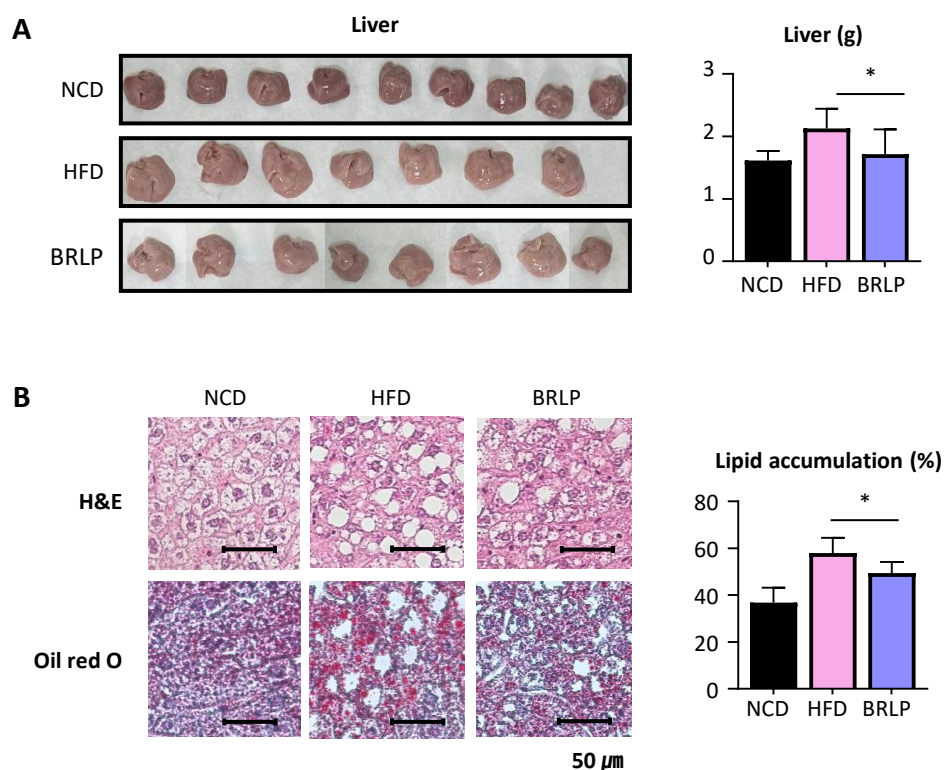 A
Liver
NCD
HFD
BRLP
Liver (g)
3
2
1
0
*
NCD HFD BRLP
B
NCD HFD BRLP
H&E
Oil red O
50 ㎛
Lipid accumulation (%)
80
60
40
20
0
*
NCD HFD BRLP